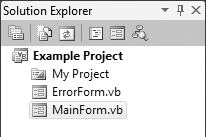 Solution Explorer
Example Project
My Project
ErrorForm.vb
MainForm.vb